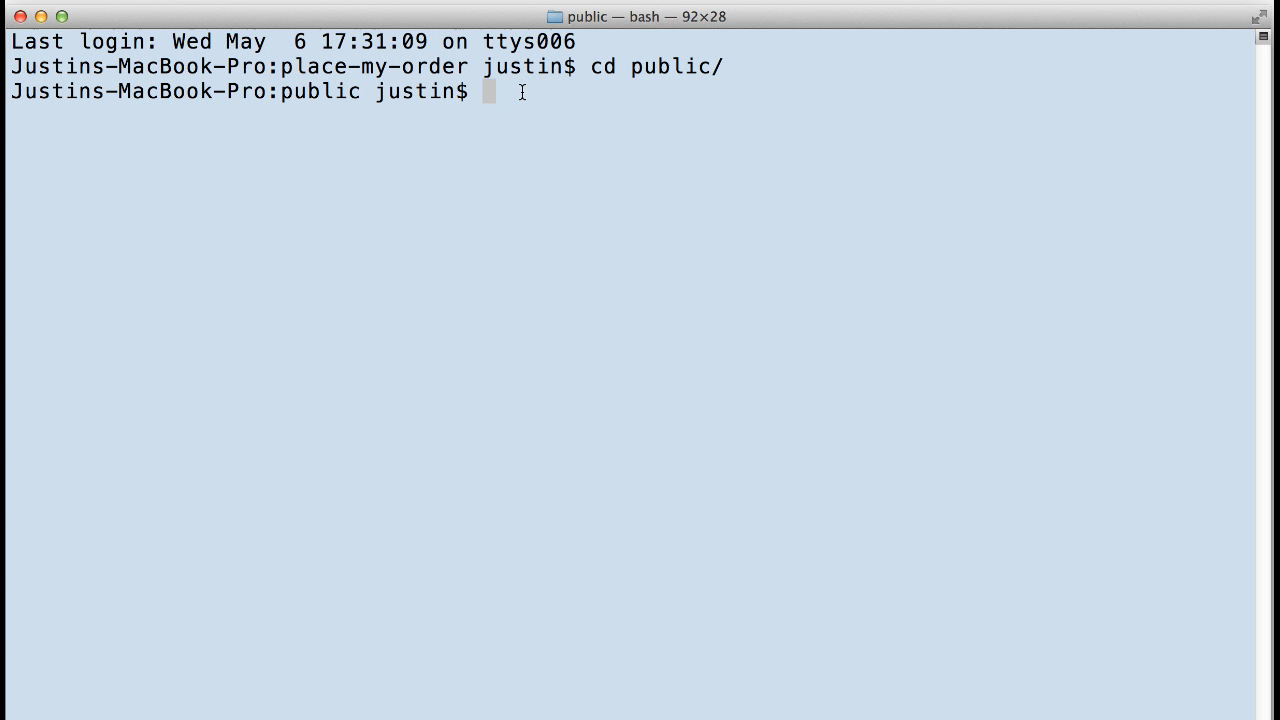 public — bash — 92×28
Last login: Wed May  6 17:31:09 on ttys006
Justins-MacBook-Pro:place-my-order justin$ cd public/
Justins-MacBook-Pro:public justin$